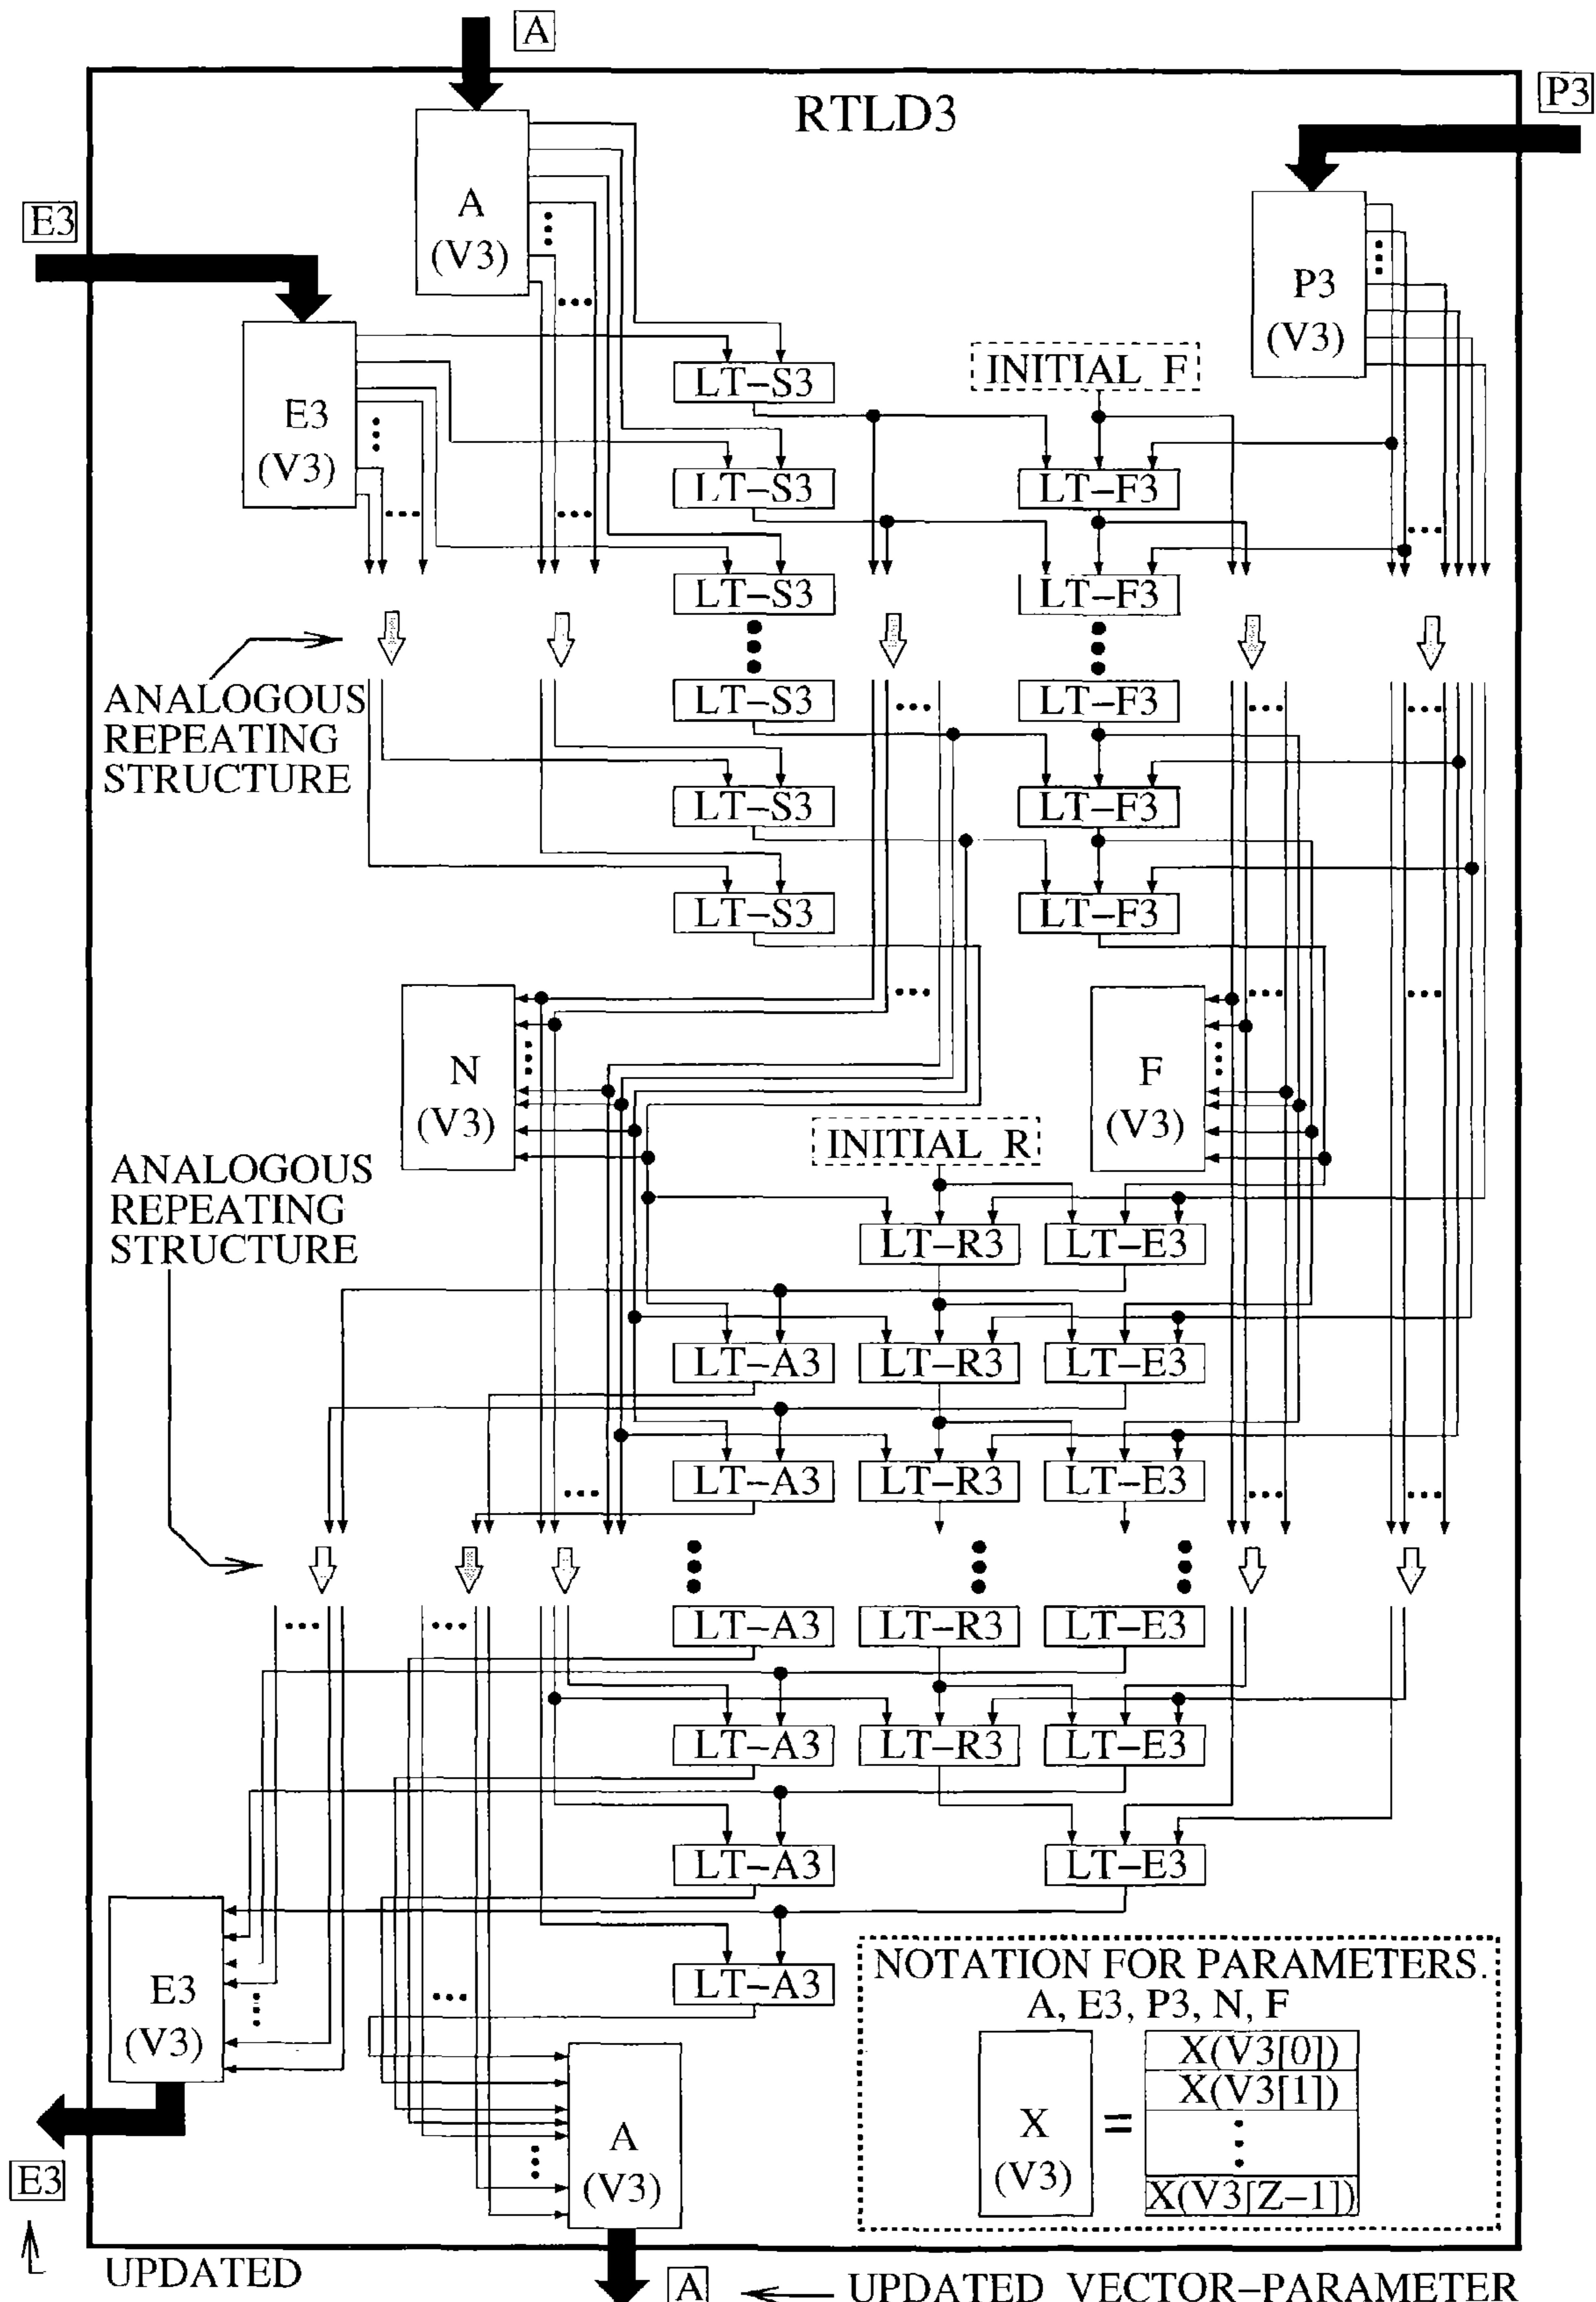 A
RTLD3
P3
A
(V3)
E3
P3
(V3)
E3
(V3)
INITIAL F
LT-S3
LT-S3
LT-F3
LT-S3
LT-F3
ANALOGOUS
REPEATING
STRUCTURE
LT-S3
LT-F3
LT-S3
LT-F3
LT-S3
LT-F3
N
(V3)
F
(V3)
INITIAL R
ANALOGOUS
REPEATING
STRUCTURE
LT-R3
LT-E3
LT-A3
LT-R3
LT-E3
LT-A3
LT-R3
LT-E3
LT-A3
LT-R3
LT-E3
LT-A3
LT-R3
LT-E3
LT-A3
LT-E3
LT-A3
E3
(V3)
NOTATION FOR PARAMETERS.
A, E3, P3, N, F
X
(V3)
=
X(V3[0])
X(V3[1])
X(V3[Z-1])
A
(V3)
E3
UPDATED
A
UPDATED VECTOR-PARAMETER